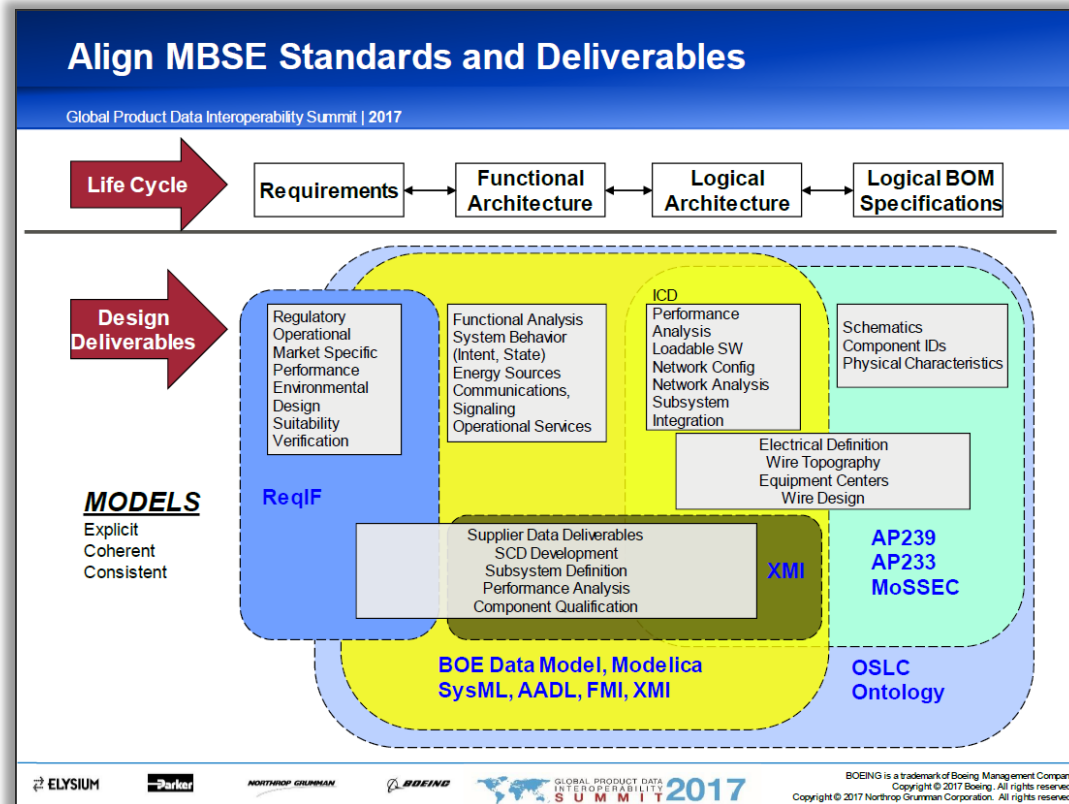 Align MBSE Standards and Deliverables
Global Product Data Interoperability Summit | 2017
Life Cycle
Requirements
Functional
Architecture
Logical
Architecture
Logical BOM
Specifications
Design
Deliverables
Regulatory
Operational
Market Specific
Performance
Environmental
Design
Suitability
Verification
Functional Analysis
System Behavior
(Intent, State)
Energy Sources
Communications,
Signaling
Operational Services
ICD
Performance
Analysis
Loadable SW
Network Config
Network Analysis
Subsystem
Integration
Schematics
Component IDs
Physical Characteristics
Electrical Definition
Wire Topography
Equipment Centers
Wire Design
MODELS
Explicit
Coherent
Consistent
ReqIF
Supplier Data Deliverables
SCD Development
Subsystem Definition
Performance Analysis
Component Qualification
XMI
AP239
AP233
MoSSEC
BOE Data Model, Modelica
SysML, AADL, FMI, XMI
OSLC
Ontology
ELYSIUM
Parker
NORTHROP GRUMMAN
BOEING
GLOBAL PRODUCT DATA
INTEROPERABILITY
SUMMIT 2017
BOEING is a trademark of Boeing Management Compan
Copyright © 2017 Boeing. All rights reserved
Copyright © 2017 Northrop Grumman Corporation. All rights reserved